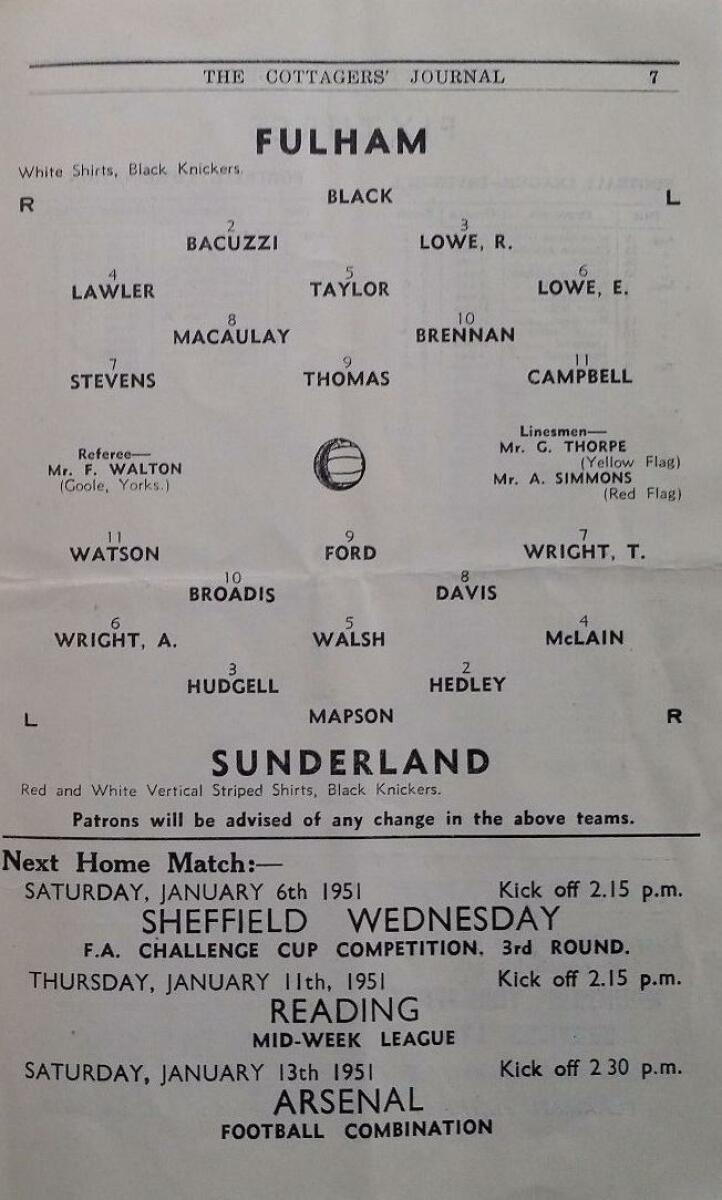 THE COTTAGERS' JOURNAL 7
FULHAM
White Shirts, Black Knickers.
R BLACK L
2 3
BACUZZI LOWE, R.
4 5 6
LAWLER TAYLOR LOWE, E.
8 10
MACAULAY BRENNAN
7 9 11
STEVENS THOMAS CAMPBELL
Referee—
Mr. F. WALTON
(Goole, Yorks.)
Linesmen—
Mr. G. THORPE
(Yellow Flag)
Mr. A. SIMMONS
(Red Flag)
11 9 7
WATSON FORD WRIGHT, T.
10 8
BROADIS DAVIS
6 5 4
WRIGHT, A. WALSH McLAIN
3 2
HUDGELL HEDLEY
L MAPSON R
SUNDERLAND
Red and White Vertical Striped Shirts, Black Knickers.
Patrons will be advised of any change in the above teams.
Next Home Match:—
SATURDAY, JANUARY 6th 1951 Kick off 2.15 p.m.
SHEFFIELD WEDNESDAY
F.A. CHALLENGE CUP COMPETITION. 3rd ROUND.
THURSDAY, JANUARY 11th, 1951 Kick off 2.15 p.m.
READING
MID-WEEK LEAGUE
SATURDAY, JANUARY 13th 1951 Kick off 2 30 p.m.
ARSENAL
FOOTBALL COMBINATION